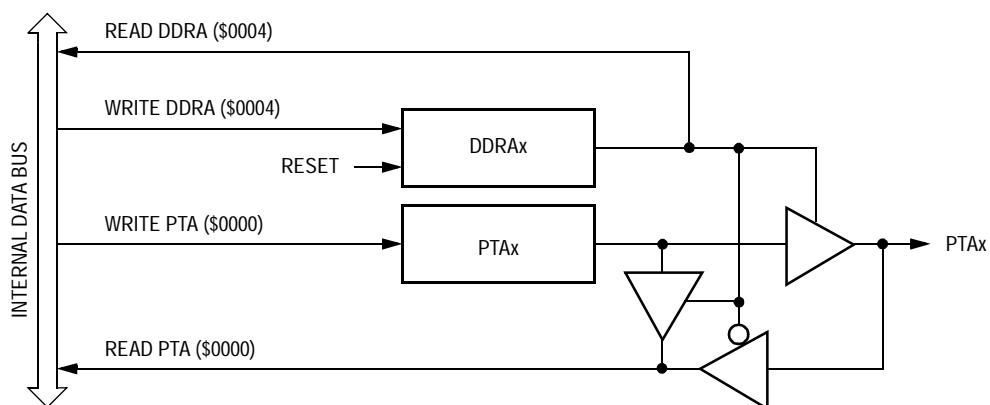 READ DDRA ($0004)
WRITE DDRA ($0004)
DDRAx
RESET
INTERNAL DATA BUS
WRITE PTA ($0000)
PTAx
PTAx
READ PTA ($0000)